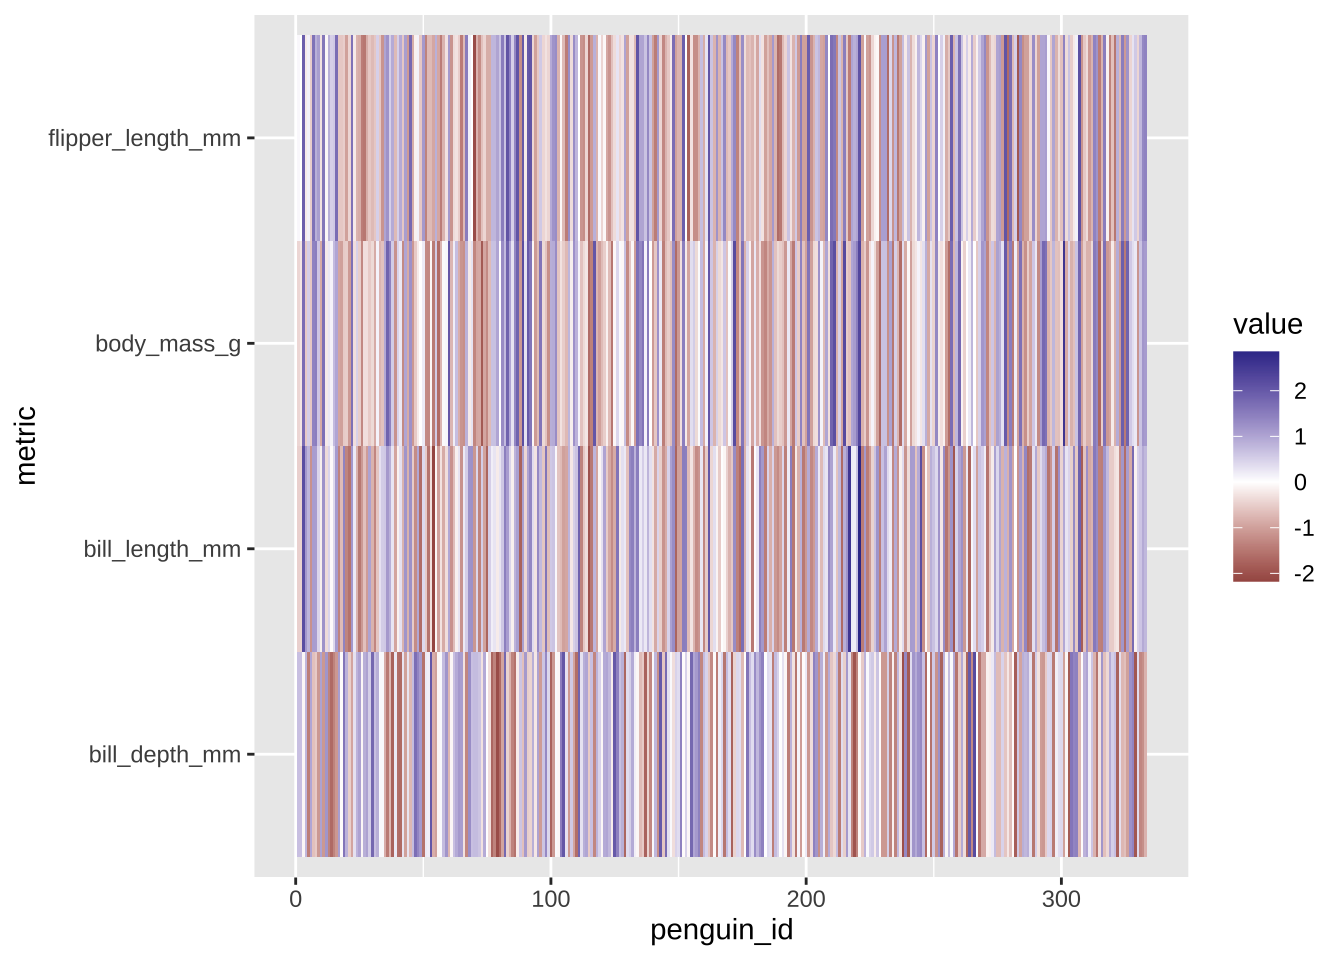 flipper_length_mm
body_mass_g
bill_length_mm
bill_depth_mm
metric
0
100
200
300
penguin_id
value
2
1
0
-1
-2